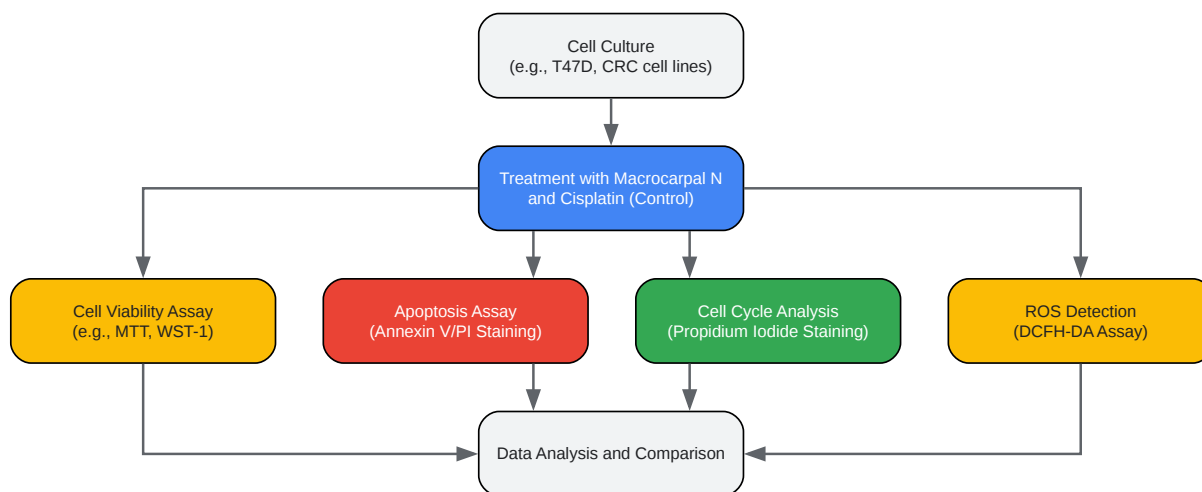 Cell Culture
(e.g., T47D, CRC cell lines)
Treatment with Macrocarpal N
and Cisplatin (Control)
Cell Viability Assay
(e.g., MTT, WST-1)
Apoptosis Assay
(Annexin V/PI Staining)
Cell Cycle Analysis
(Propidium Iodide Staining)
ROS Detection
(DCFH-DA Assay)
Data Analysis and Comparison